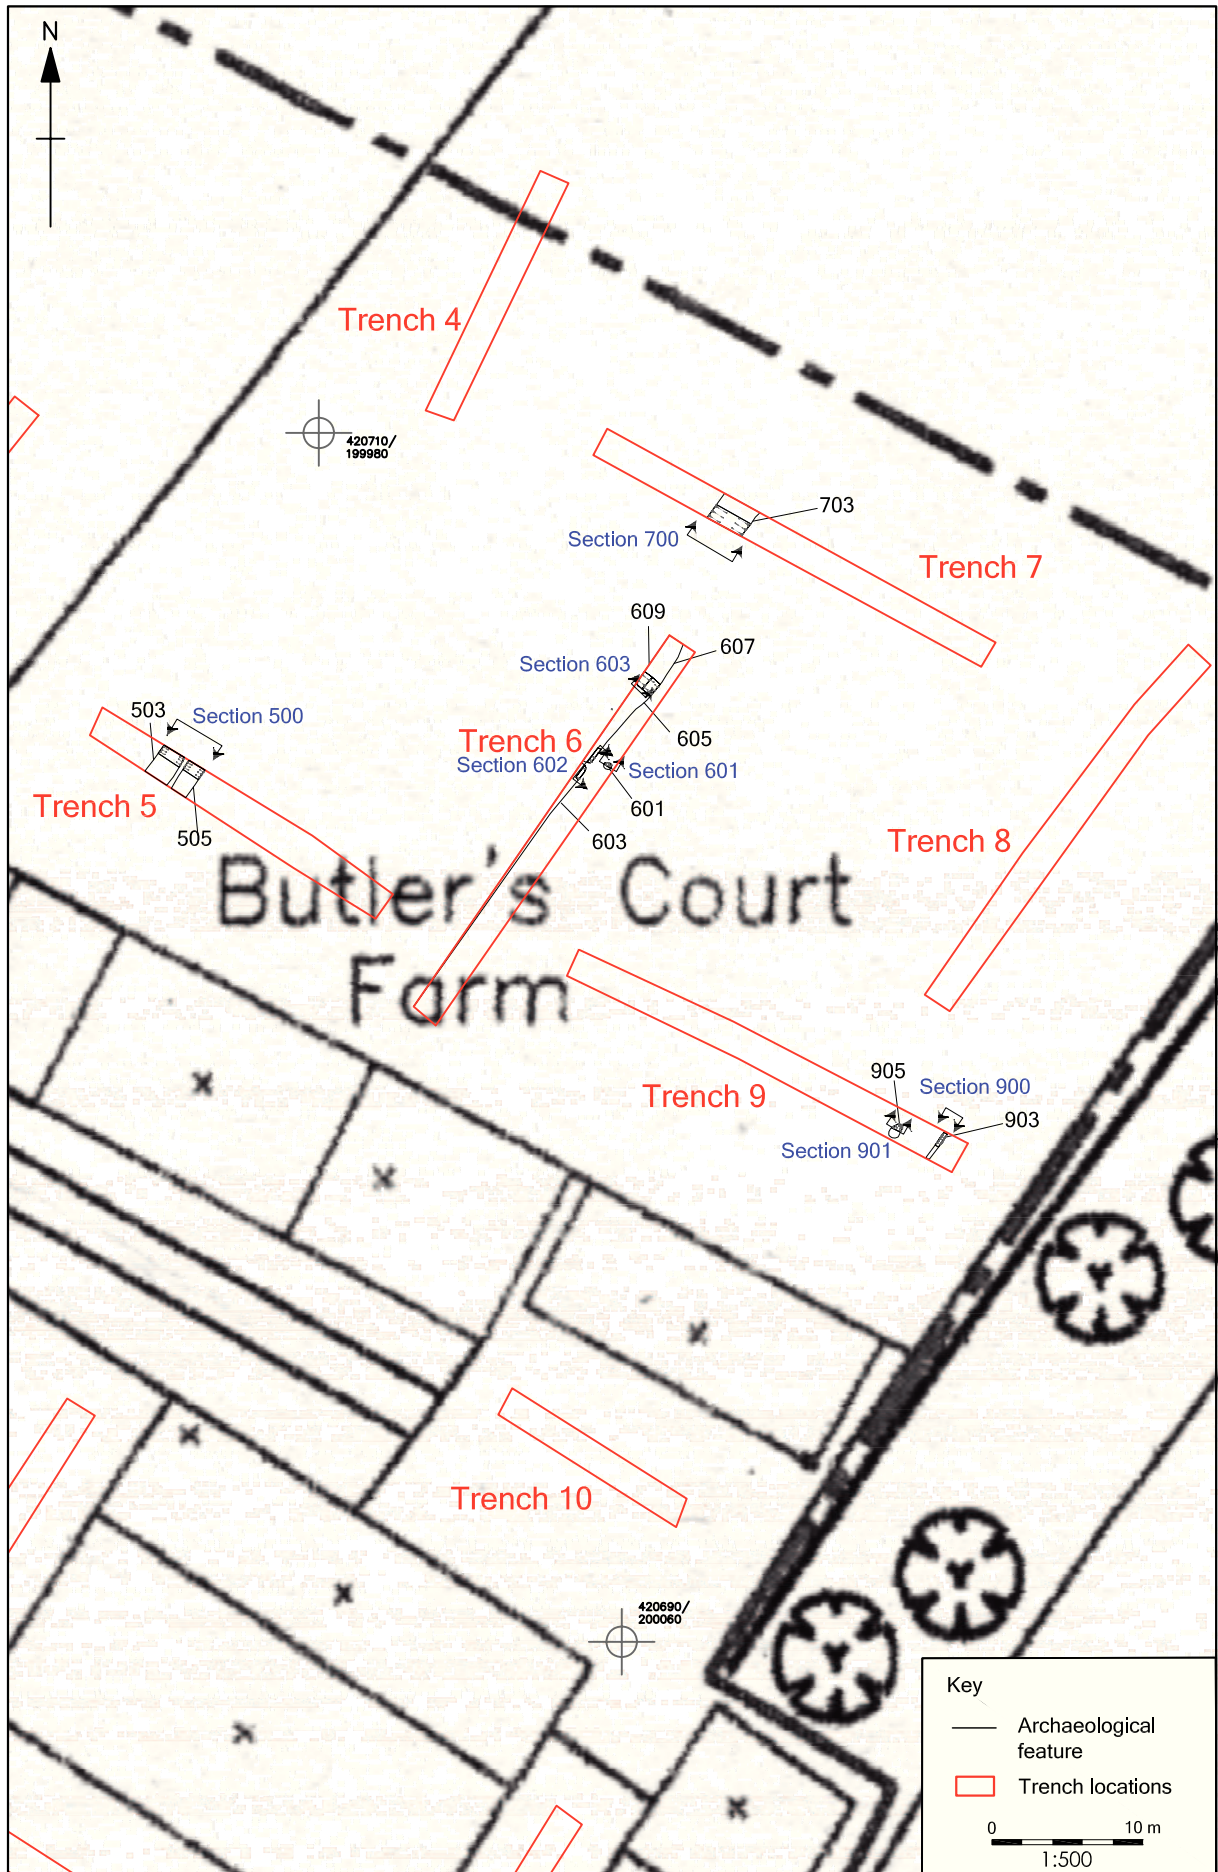 N
Trench 4
420710/
199980
703
Section 700
Trench 7
609
607
Section 603
503
Section 500
605
Trench 6
Section 602
Section 601
601
Trench 5
505
603
Trench 8
Butler's Court
Farm
905
Section 900
Trench 9
903
Section 901
Trench 10
420690/
200060
Key
Archaeological
feature
Trench locations
0 10 m
1:500